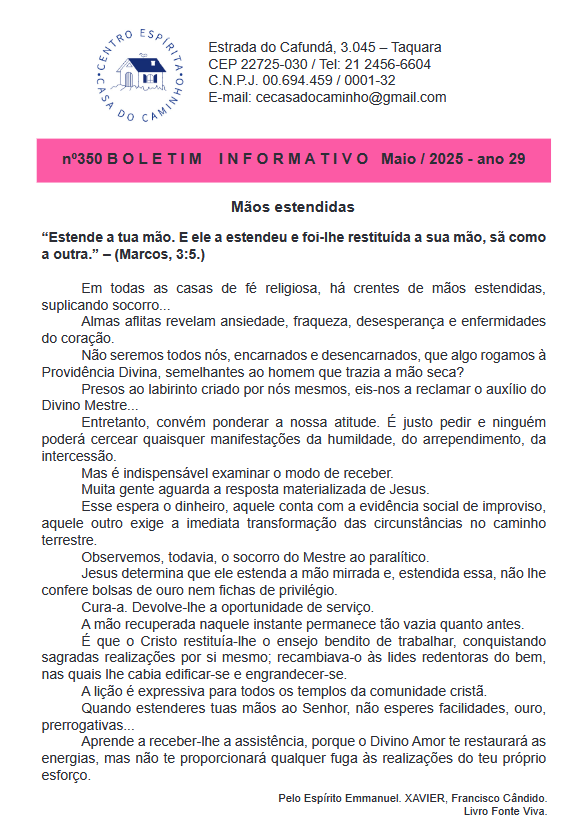 CENTRO ESPÍRITA
CASA DO CAMINHO
Estrada do Cafundá, 3.045 – Taquara
CEP 22725-030 / Tel: 21 2456-6604
C.N.P.J. 00.694.459 / 0001-32
E-mail: cecasadocaminho@gmail.com
nº350 B O L E T I M I N F O R M A T I V O Maio / 2025 - ano 29
Mãos estendidas
“Estende a tua mão. E ele a estendeu e foi-lhe restituída a sua mão, sã como
a outra.” – (Marcos, 3:5.)
Em todas as casas de fé religiosa, há crentes de mãos estendidas,
suplicando socorro...
Almas aflitas revelam ansiedade, fraqueza, desesperança e enfermidades
do coração.
Não seremos todos nós, encarnados e desencarnados, que algo rogamos à
Providência Divina, semelhantes ao homem que trazia a mão seca?
Presos ao labirinto criado por nós mesmos, eis-nos a reclamar o auxílio do
Divino Mestre...
Entretanto, convém ponderar a nossa atitude. É justo pedir e ninguém
poderá cercear quaisquer manifestações da humildade, do arrependimento, da
intercessão.
Mas é indispensável examinar o modo de receber.
Muita gente aguarda a resposta materializada de Jesus.
Esse espera o dinheiro, aquele conta com a evidência social de improviso,
aquele outro exige a imediata transformação das circunstâncias no caminho
terrestre.
Observemos, todavia, o socorro do Mestre ao paralítico.
Jesus determina que ele estenda a mão mirrada e, estendida essa, não lhe
confere bolsas de ouro nem fichas de privilégio.
Cura-a. Devolve-lhe a oportunidade de serviço.
A mão recuperada naquele instante permanece tão vazia quanto antes.
É que o Cristo restituía-lhe o ensejo bendito de trabalhar, conquistando
sagradas realizações por si mesmo; recambiava-o às lides redentoras do bem,
nas quais lhe cabia edificar-se e engrandecer-se.
A lição é expressiva para todos os templos da comunidade cristã.
Quando estenderes tuas mãos ao Senhor, não esperes facilidades, ouro,
prerrogativas...
Aprende a receber-lhe a assistência, porque o Divino Amor te restaurará as
energias, mas não te proporcionará qualquer fuga às realizações do teu próprio
esforço.
Pelo Espírito Emmanuel. XAVIER, Francisco Cândido.
Livro Fonte Viva.